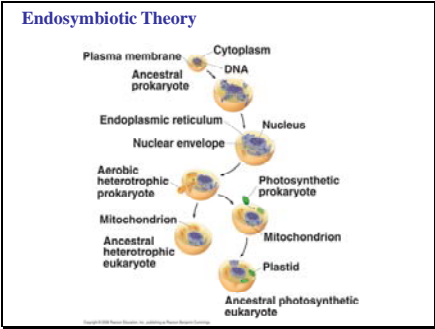 Endosymbiotic Theory
Plasma membrane
Cytoplasm
DNA
Ancestral
prokaryote
Endoplasmic reticulum
Nucleus
Nuclear envelope
Aerobic
heterotrophic
prokaryote
Photosynthetic
prokaryote
Mitochondrion
Ancestral
heterotrophic
eukaryote
Mitochondrion
Plastid
Ancestral photosynthetic
eukaryote